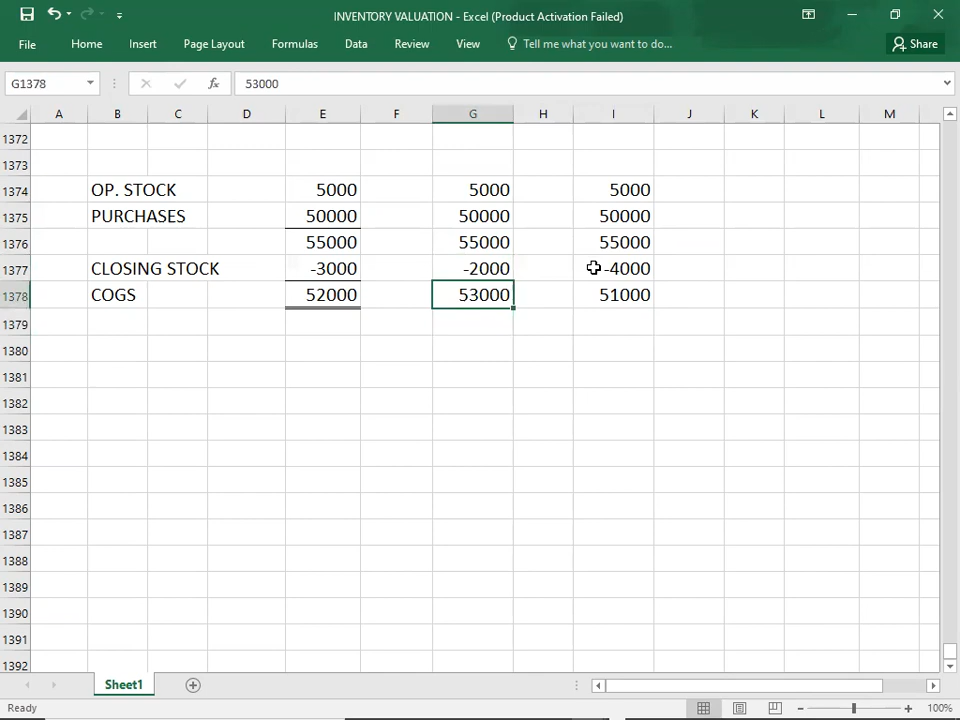 INVENTORY VALUATION - Excel (Product Activation Failed)
File Home Insert Page Layout Formulas Data Review View Tell me what you want to do... Share
G1378 fx 53000
A B C D E F G H I J K L M
1372
1373
1374 OP. STOCK 5000 5000 5000
1375 PURCHASES 50000 50000 50000
1376 55000 55000 55000
1377 CLOSING STOCK -3000 -2000 -4000
1378 COGS 52000 53000 51000
1379
1380
1381
1382
1383
1384
1385
1386
1387
1388
1389
1390
1391
1392
Sheet1
Ready 100%